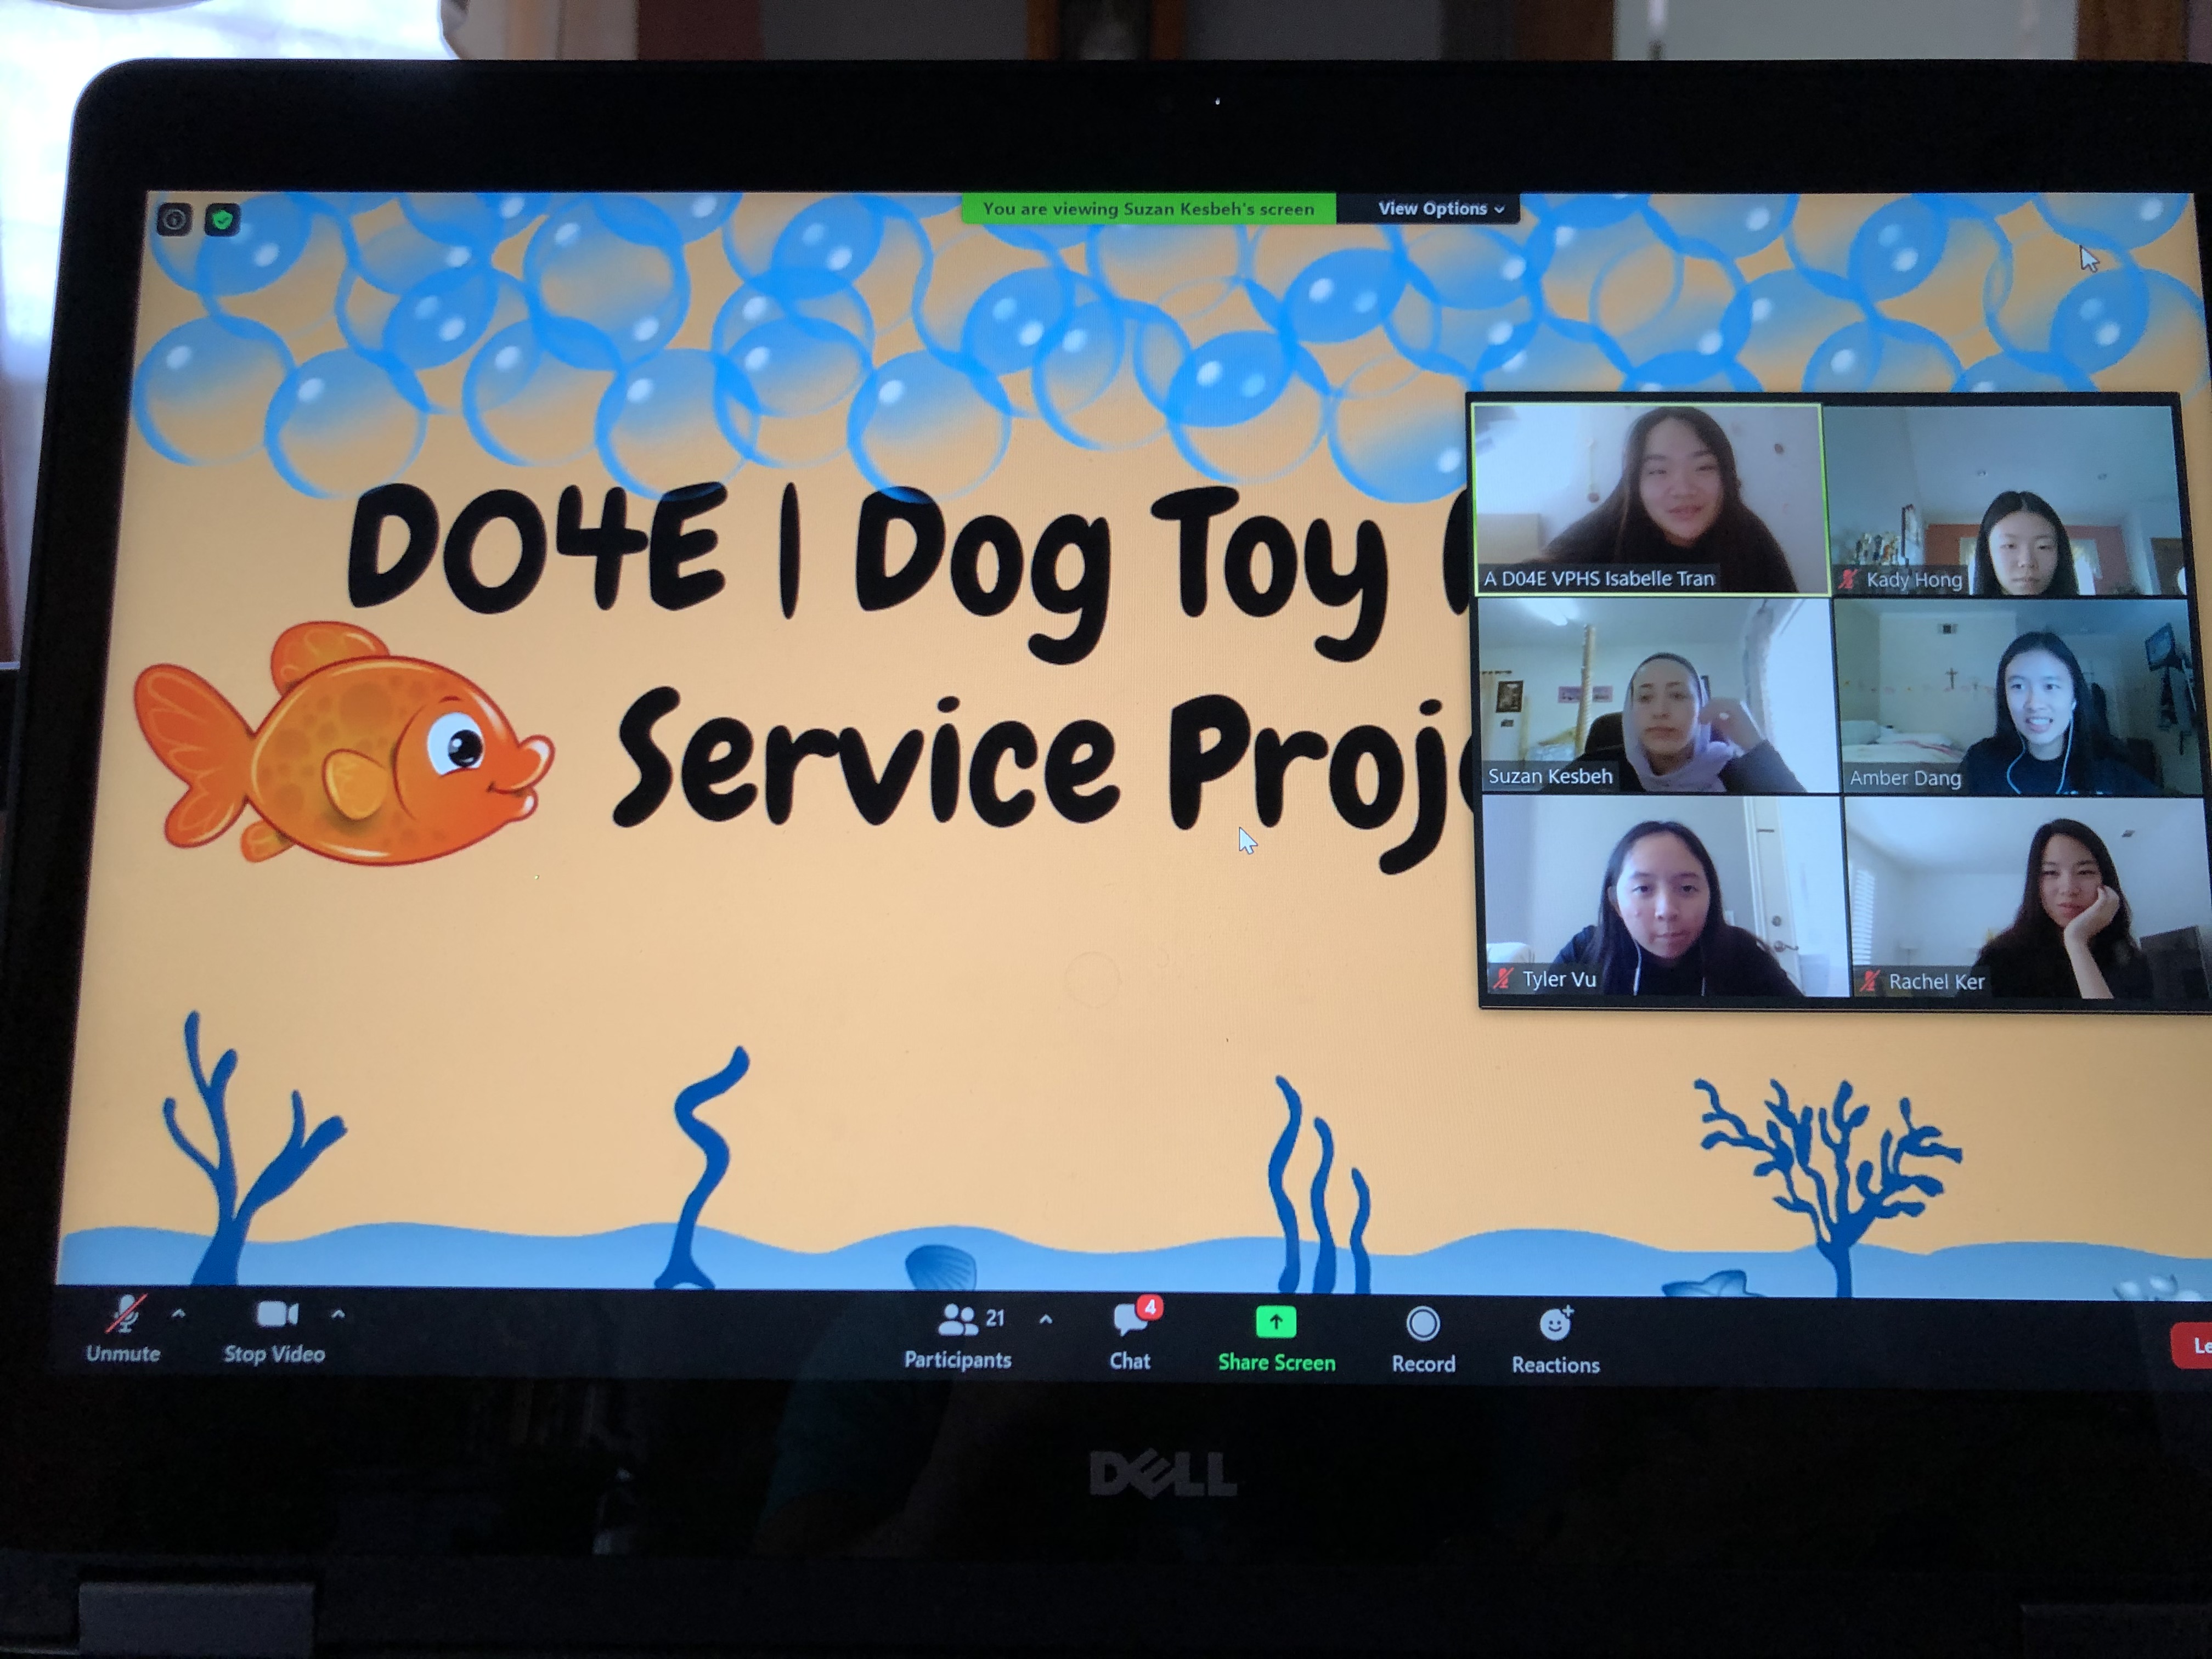 You are viewing Suzan Kesbeh's screen
View Options
DO4E | Dog Toy
Service Proj
A D04E VPHS Isabelle Tran
Kady Hong
Suzan Kesbeh
Amber Dang
Tyler Vu
Rachel Ker
Unmute
Stop Video
21
Participants
4
Chat
Share Screen
Record
Reactions
Le
DELL